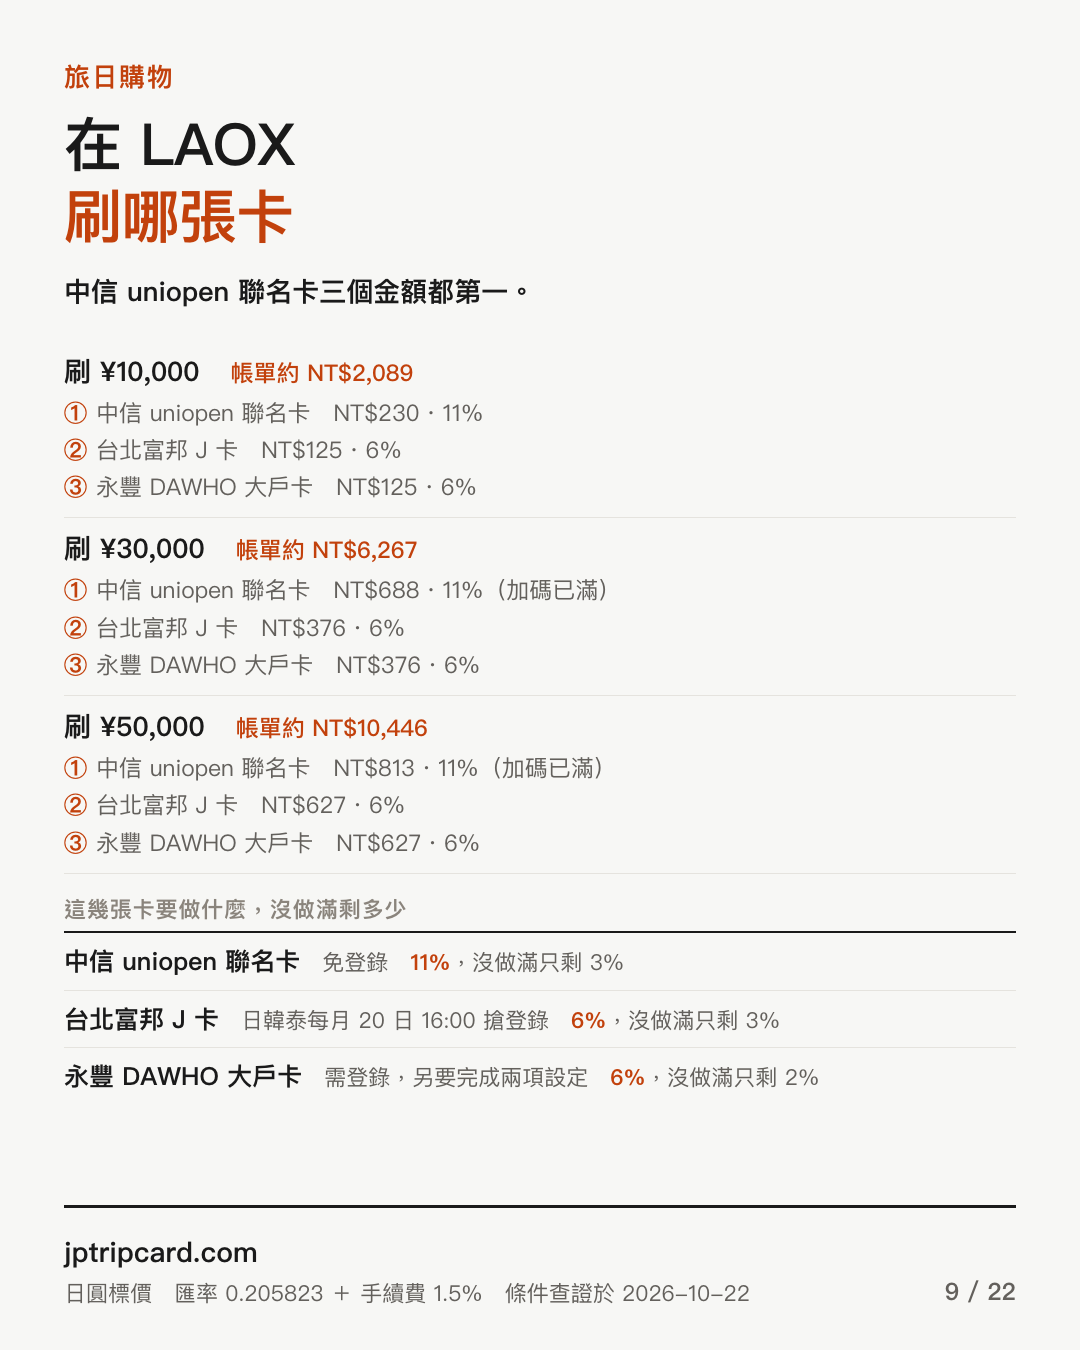 旅日購物
在 LAOX
刷哪張卡
中信 uniopen 聯名卡三個金額都第一。
刷 ¥10,000 帳單約 NT$2,089
① 中信 uniopen 聯名卡 NT$230 · 11%
② 台北富邦 J 卡 NT$125 · 6%
③ 永豐 DAWHO 大戶卡 NT$125 · 6%
刷 ¥30,000 帳單約 NT$6,267
① 中信 uniopen 聯名卡 NT$688 · 11%（加碼已滿）
② 台北富邦 J 卡 NT$376 · 6%
③ 永豐 DAWHO 大戶卡 NT$376 · 6%
刷 ¥50,000 帳單約 NT$10,446
① 中信 uniopen 聯名卡 NT$813 · 11%（加碼已滿）
② 台北富邦 J 卡 NT$627 · 6%
③ 永豐 DAWHO 大戶卡 NT$627 · 6%
這幾張卡要做什麼，沒做滿剩多少
中信 uniopen 聯名卡 免登錄 11%，沒做滿只剩 3%
台北富邦 J 卡 日韓泰每月 20 日 16:00 搶登錄 6%，沒做滿只剩 3%
永豐 DAWHO 大戶卡 需登錄，另要完成兩項設定 6%，沒做滿只剩 2%
jptripcard.com
日圓標價 匯率 0.205823 ＋ 手續費 1.5% 條件查證於 2026-10-22
9 / 22